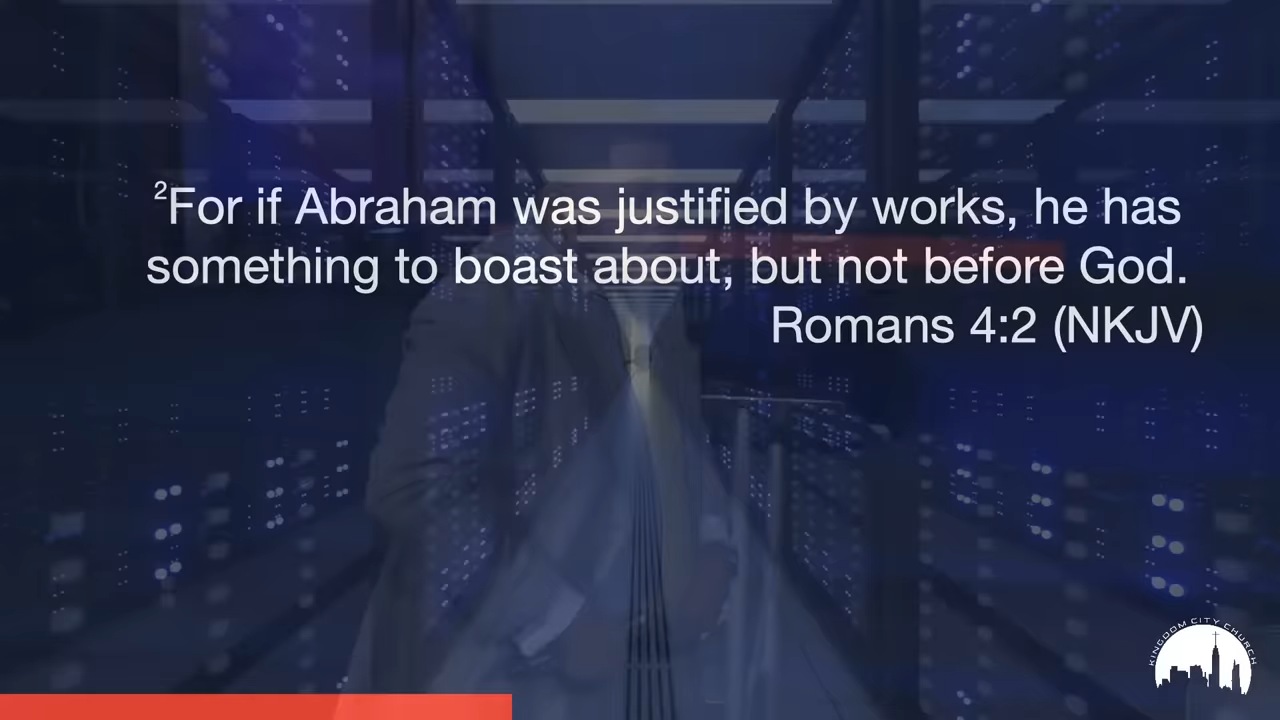 ²For if Abraham was justified by works, he has
something to boast about, but not before God.
Romans 4:2 (NKJV)
KINGDOM CITY CHURCH